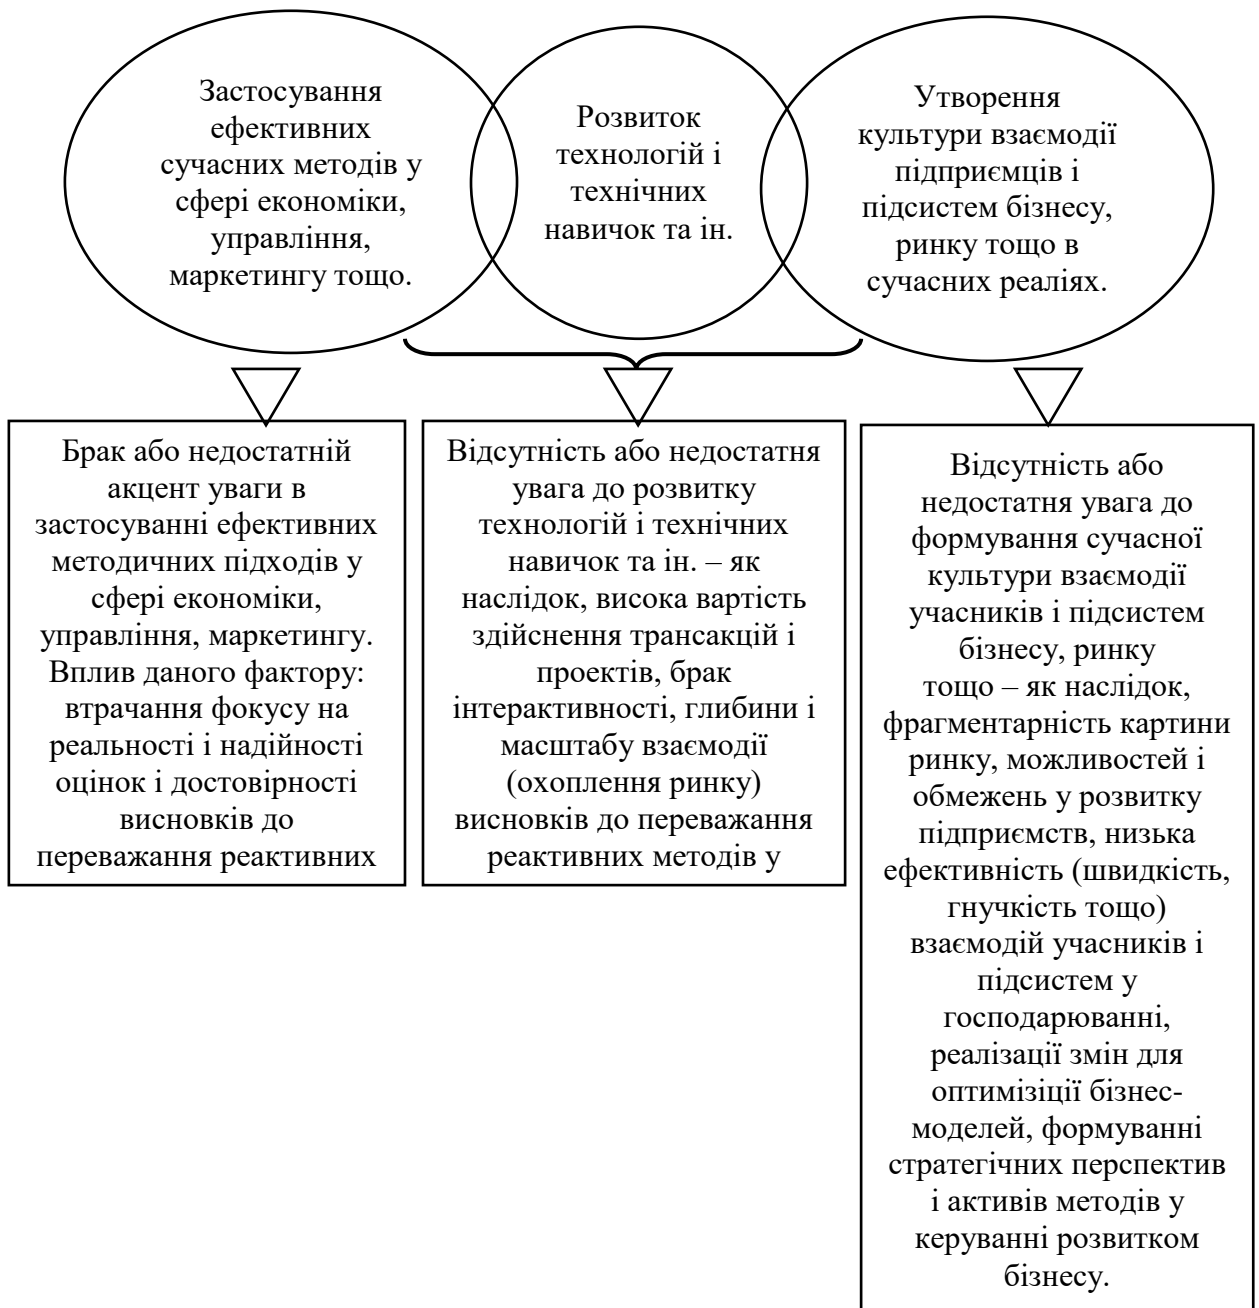 Застосування
ефективних
сучасних методів у
сфері економіки,
управління,
маркетингу тощо.
Розвиток
технологій і
технічних
навичок та ін.
Утворення
культури взаємодії
підприємців і
підсистем бізнесу,
ринку тощо в
сучасних реаліях.
Брак або недостатній
акцент уваги в
застосуванні ефективних
методичних підходів у
сфері економіки,
управління, маркетингу.
Вплив даного фактору:
втрачання фокусу на
реальності і надійності
оцінок і достовірності
висновків до
переважання реактивних
Відсутність або недостатня
увага до розвитку
технологій і технічних
навичок та ін. – як
наслідок, висока вартість
здійснення трансакцій і
проектів, брак
інтерактивності, глибини і
масштабу взаємодії
(охоплення ринку)
висновків до переважання
реактивних методів у
Відсутність або
недостатня увага до
формування сучасної
культури взаємодії
учасників і підсистем
бізнесу, ринку
тощо – як наслідок,
фрагментарність картини
ринку, можливостей і
обмежень у розвитку
підприємств, низька
ефективність (швидкість,
гнучкість тощо)
взаємодій учасників і
підсистем у
господарюванні,
реалізації змін для
оптимізіції бізнес-
моделей, формуванні
стратегічних перспектив
і активів методів у
керуванні розвитком
бізнесу.